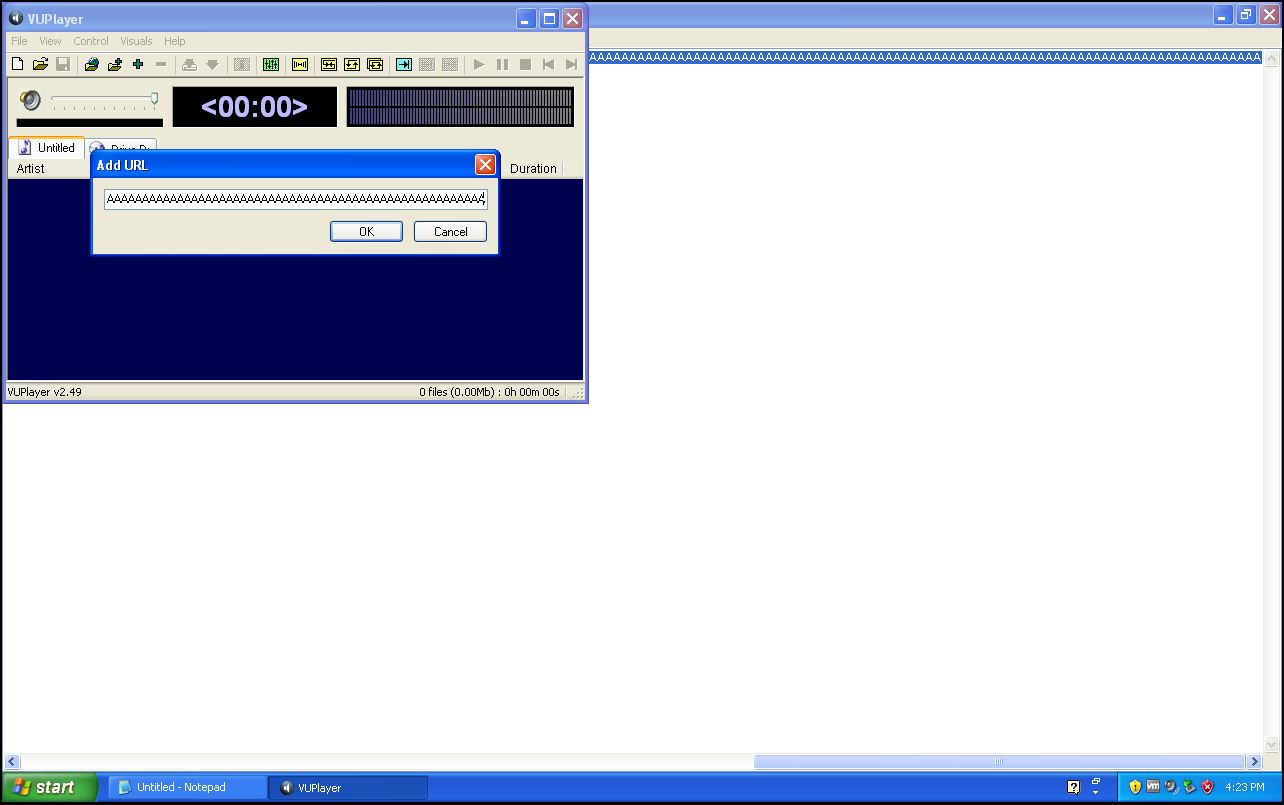 VUPlayer
File View Control Visuals Help
<00:00>
Untitled
Artist
Duration
Add URL
OK
Cancel
VUPlayer v2.49
0 files (0.00Mb) : 0h 00m 00s
start
Untitled - Notepad
VUPlayer
4:23 PM